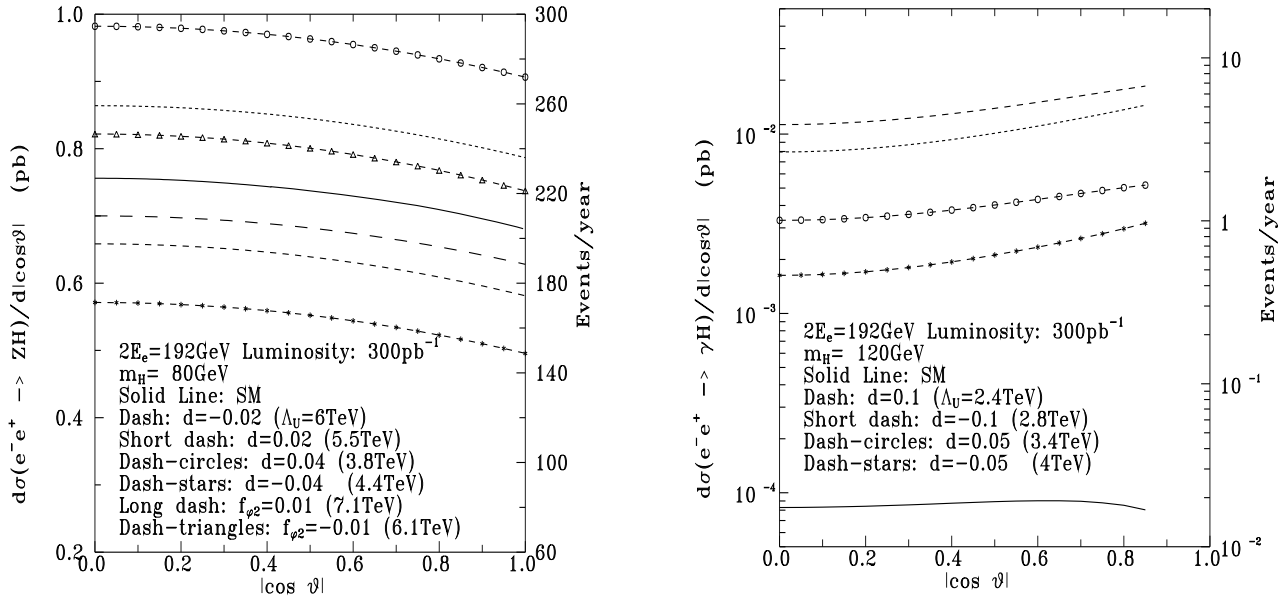 1.0
0.8
0.6
0.4
0.2
300
260
220
180
140
100
60
0.0 0.2 0.4 0.6 0.8 1.0
|cos ϑ|
dσ(e⁻e⁺ —> ZH)/d|cosϑ| (pb)
Events/year
2Eₑ=192GeV Luminosity: 300pb⁻¹
m_H= 80GeV
Solid Line: SM
Dash: d=−0.02 (Λ_U=6TeV)
Short dash: d=0.02 (5.5TeV)
Dash-circles: d=0.04 (3.8TeV)
Dash-stars: d=−0.04 (4.4TeV)
Long dash: f_φ2=0.01 (7.1TeV)
Dash-triangles: f_φ2=−0.01 (6.1TeV)
10⁻²
10⁻³
10⁻⁴
10
1
10⁻¹
10⁻²
0.0 0.2 0.4 0.6 0.8 1.0
|cos ϑ|
dσ(e⁻e⁺ —> γH)/d|cosϑ| (pb)
Events/year
2Eₑ=192GeV Luminosity: 300pb⁻¹
m_H= 120GeV
Solid Line: SM
Dash: d=0.1 (Λ_U=2.4TeV)
Short dash: d=−0.1 (2.8TeV)
Dash-circles: d=0.05 (3.4TeV)
Dash-stars: d=−0.05 (4TeV)